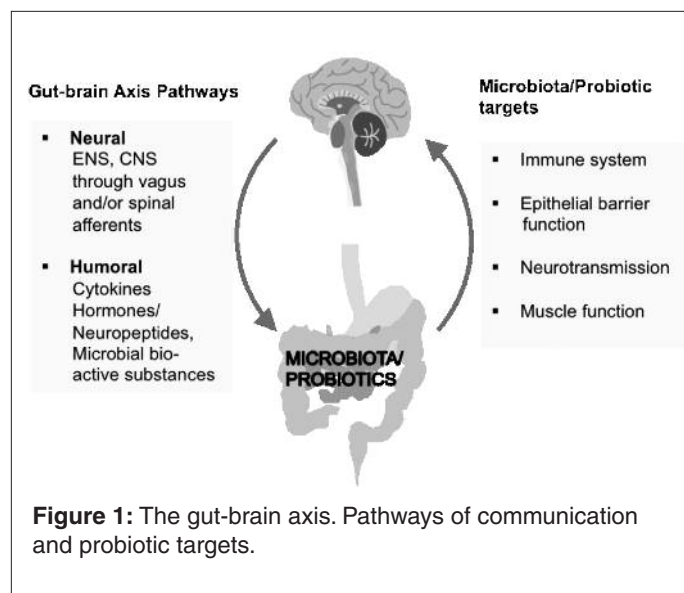 Gut-brain Axis Pathways
▪ Neural
ENS, CNS
through vagus
and/or spinal
afferents
▪ Humoral
Cytokines
Hormones/
Neuropeptides,
Microbial bio-
active substances
MICROBIOTA/
PROBIOTICS
Microbiota/Probiotic
targets
▪ Immune system
▪ Epithelial barrier
function
▪ Neurotransmission
▪ Muscle function
Figure 1: The gut-brain axis. Pathways of communication
and probiotic targets.